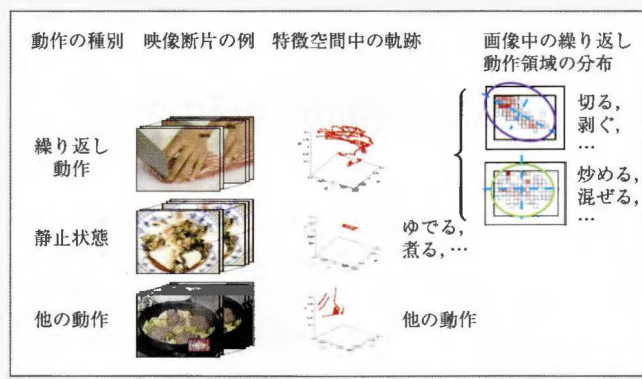 動作の種別 映像断片の例 特徴空間中の軌跡 画像中の繰り返し
動作領域の分布
繰り返し
動作
切る,
剥ぐ,
…
炒める,
混ぜる,
…
静止状態
ゆでる,
煮る, …
他の動作
他の動作